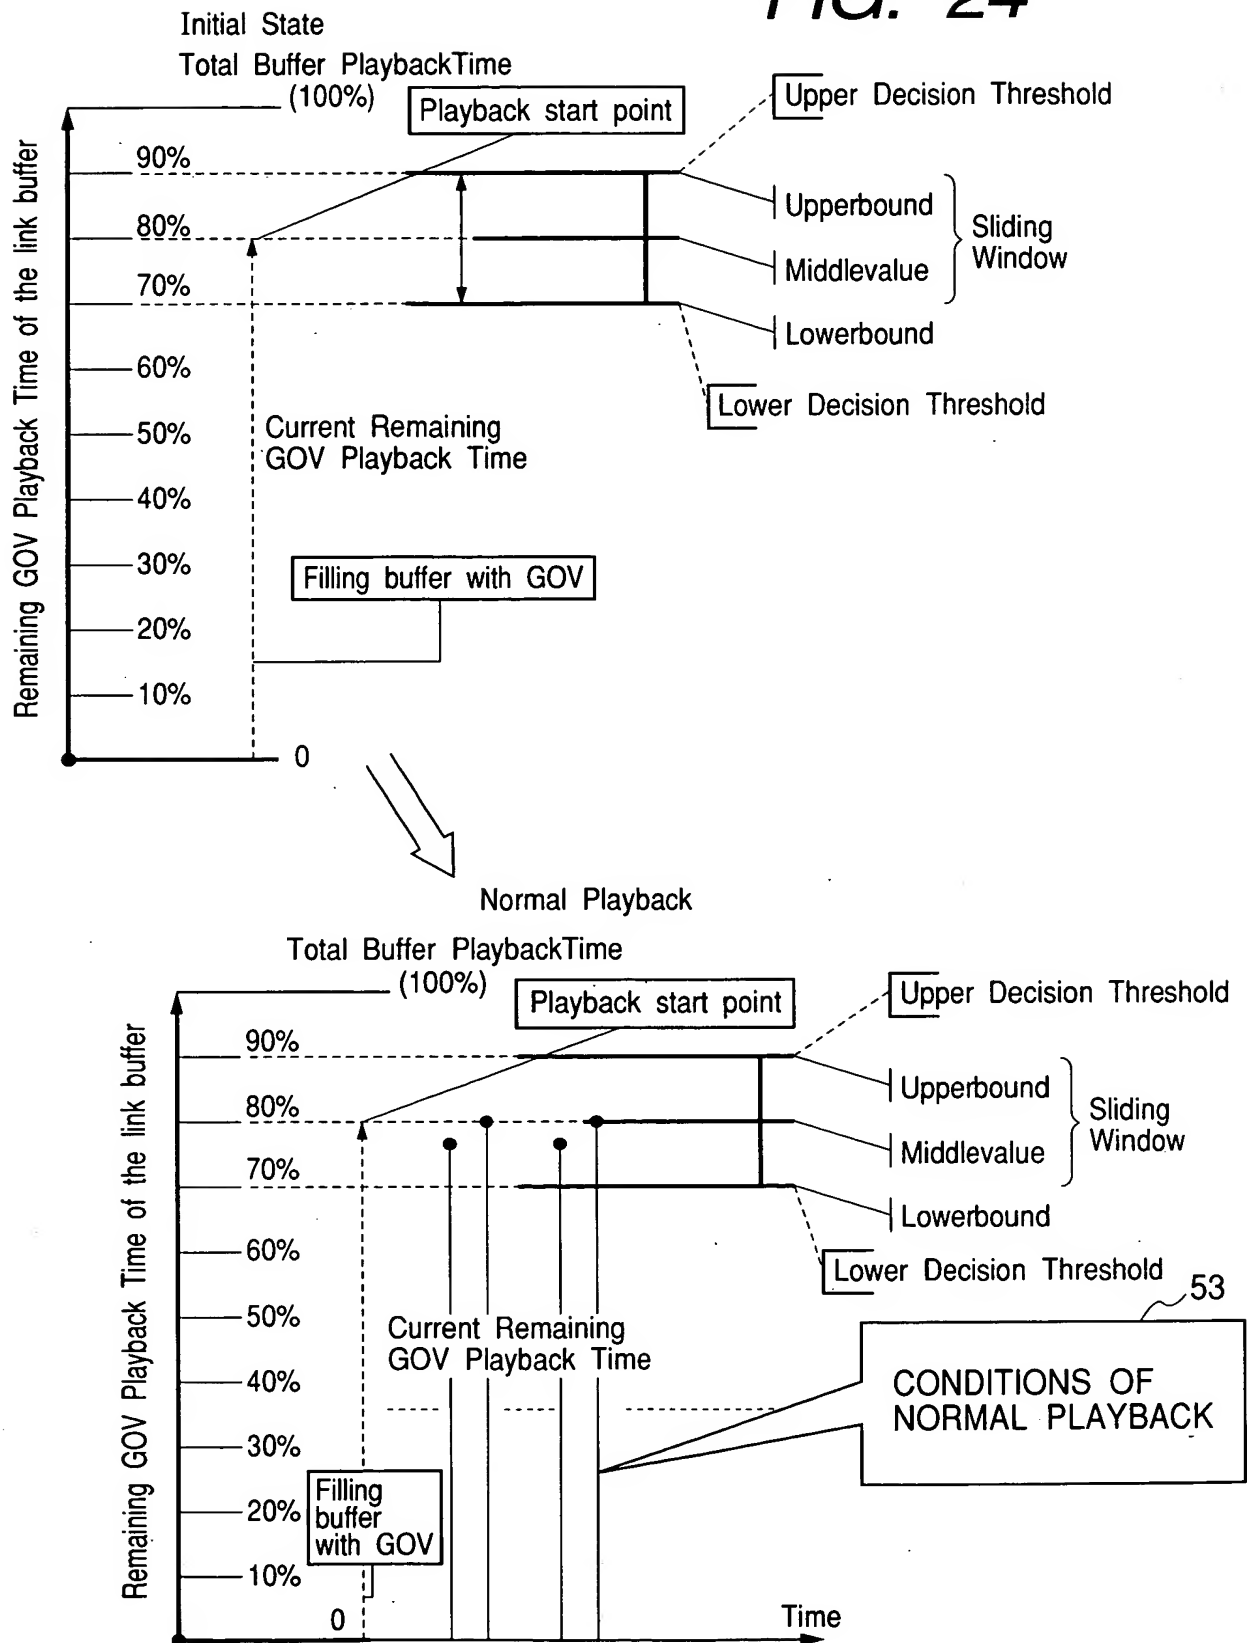 FIG. 24
Initial State
Total Buffer PlaybackTime
(100%)
Playback start point
Upper Decision Threshold
90%
Upperbound
80%
Sliding
Window
Middlevalue
70%
Lowerbound
60%
Lower Decision Threshold
50%
Current Remaining
GOV Playback Time
40%
30%
Filling buffer with GOV
20%
10%
0
Remaining GOV Playback Time of the link buffer
Normal Playback
Total Buffer PlaybackTime
(100%)
Playback start point
Upper Decision Threshold
90%
Upperbound
80%
Sliding
Window
Middlevalue
70%
Lowerbound
60%
Lower Decision Threshold
53
50%
Current Remaining
GOV Playback Time
40%
CONDITIONS OF
NORMAL PLAYBACK
30%
Filling
buffer
with GOV
20%
10%
0
Time
Remaining GOV Playback Time of the link buffer